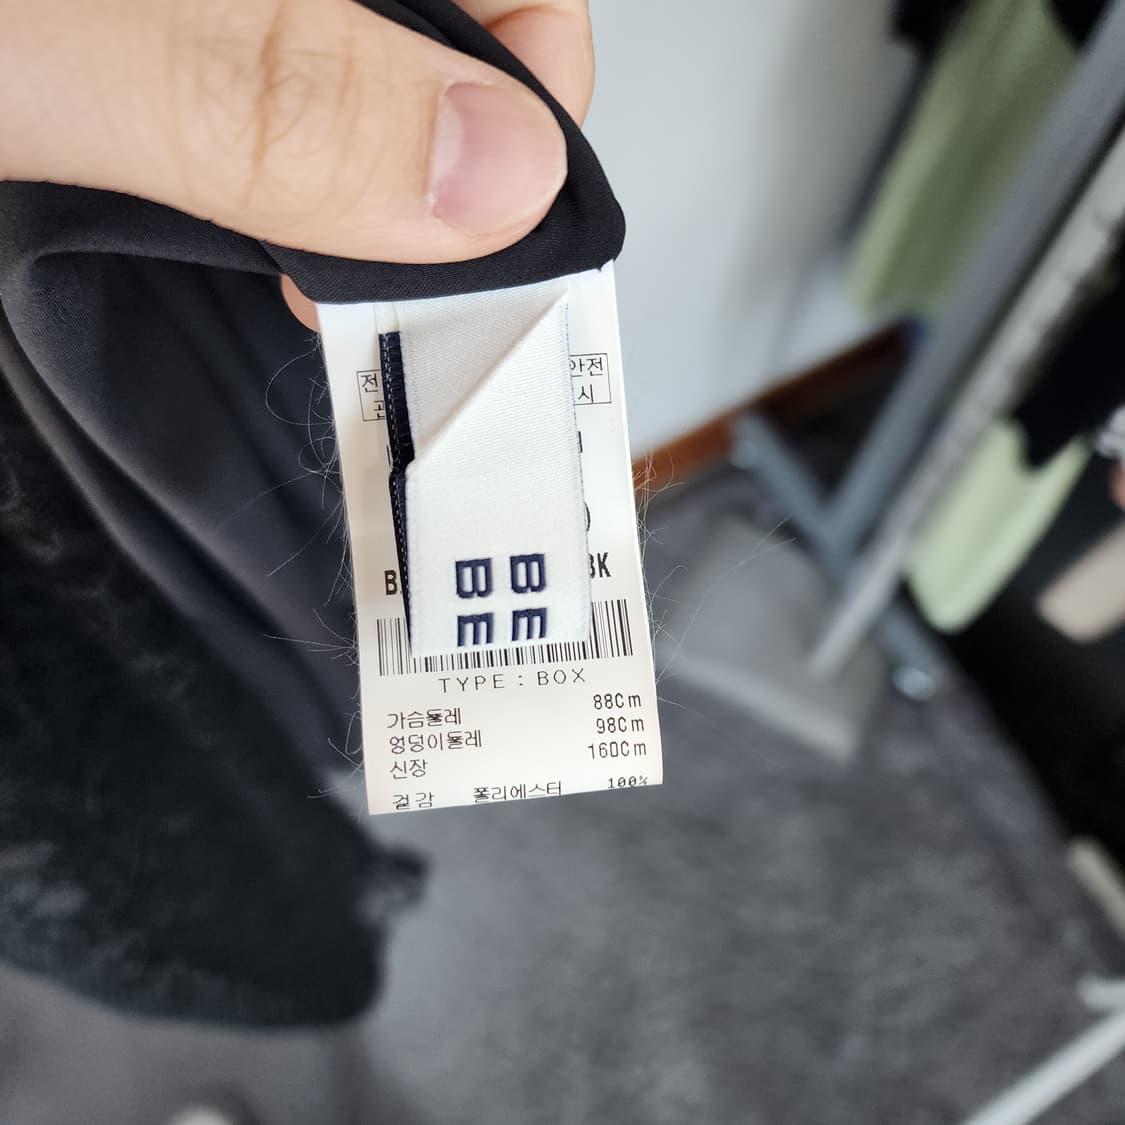 전 안전
시
BK
BE
BE
TYPE : BOX
가슴둘레 88Cm
엉덩이둘레 98Cm
신장 160Cm
겉감 폴리에스터 100%